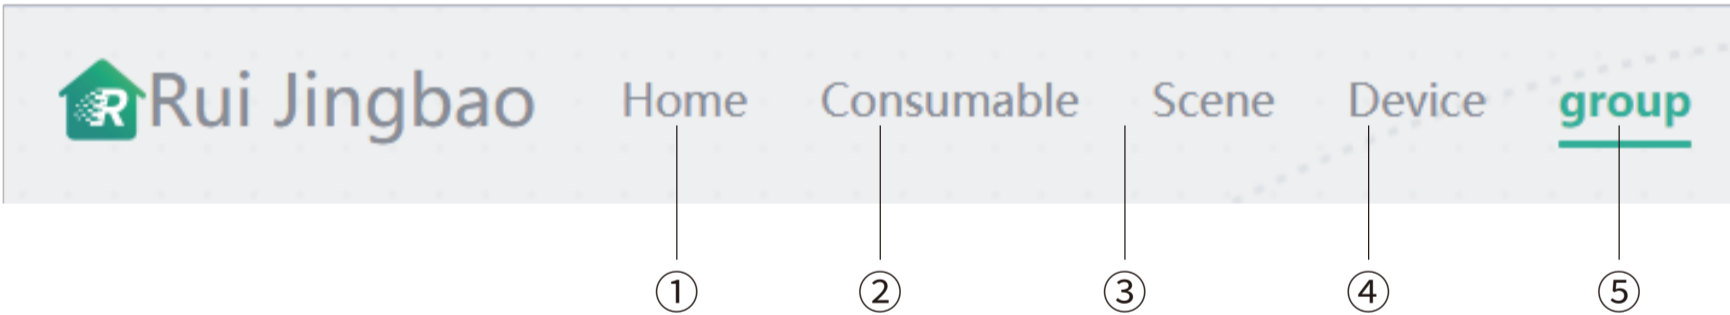 Rui Jingbao Home Consumable Scene Device group
① ② ③ ④ ⑤